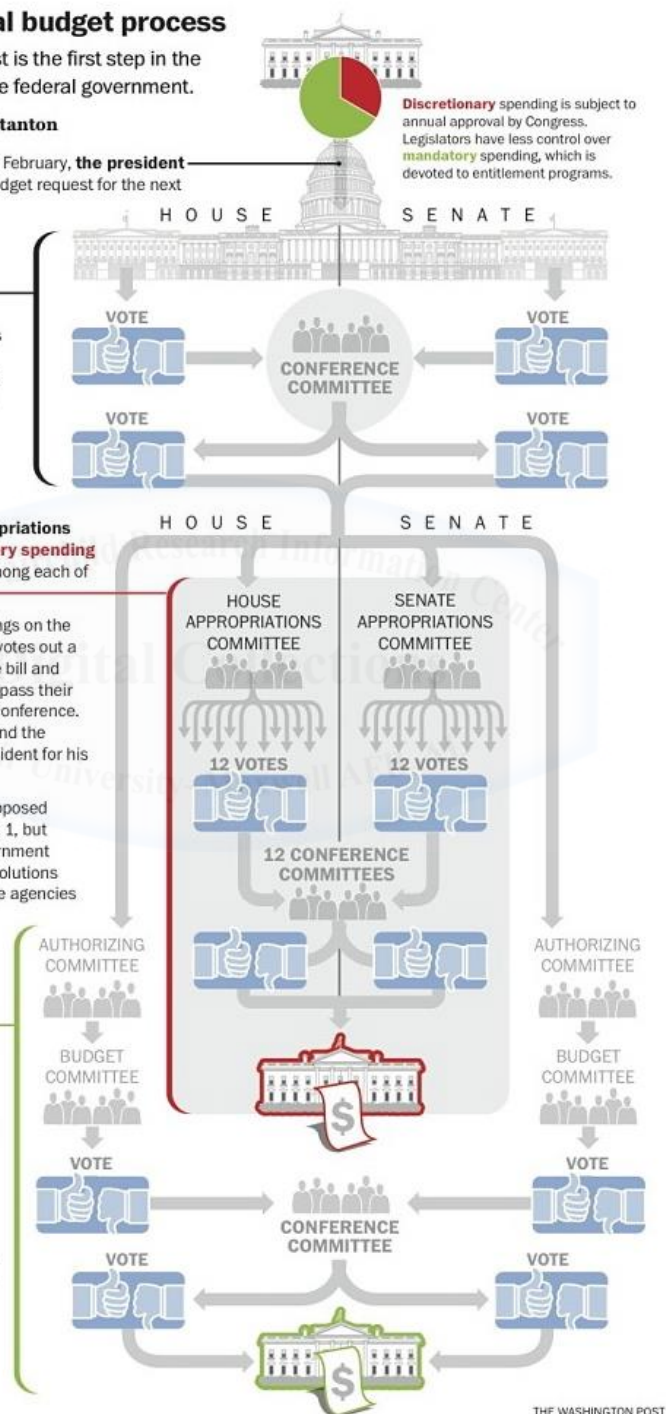 al budget process
st is the first step in the
e federal government.
tanton
February, the president
dget request for the next
Discretionary spending is subject to
annual approval by Congress.
Legislators have less control over
mandatory spending, which is
devoted to entitlement programs.
HOUSE SENATE
VOTE
VOTE
CONFERENCE
COMMITTEE
VOTE
VOTE
HOUSE SENATE
priations
ry spending
mong each of
ngs on the
votes out a
e bill and
pass their
onference.
nd the
ident for his
posed
1, but
rnment
olutions
e agencies
HOUSE
APPROPRIATIONS
COMMITTEE
SENATE
APPROPRIATIONS
COMMITTEE
12 VOTES
12 VOTES
12 CONFERENCE
COMMITTEES
AUTHORIZING
COMMITTEE
AUTHORIZING
COMMITTEE
BUDGET
COMMITTEE
BUDGET
COMMITTEE
$
VOTE
VOTE
CONFERENCE
COMMITTEE
VOTE
VOTE
$
THE WASHINGTON POST